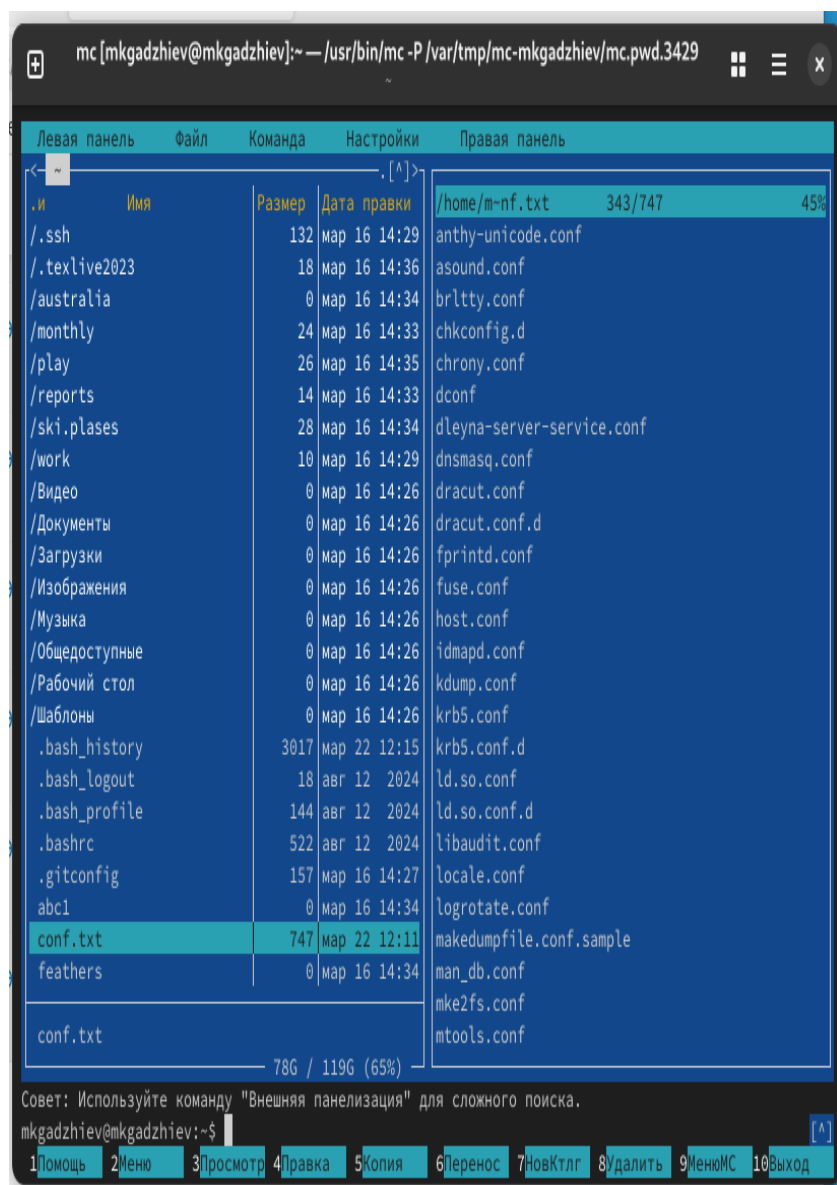 mc [mkgadzhiev@mkgadzhiev]:~ — /usr/bin/mc -P /var/tmp/mc-mkgadzhiev/mc.pwd.3429
~
Левая панель Файл Команда Настройки Правая панель
<─ ~ .[^]>
.и Имя Размер Дата правки /home/m~nf.txt 343/747 45%
/.ssh 132 мар 16 14:29 anthy-unicode.conf
/.texlive2023 18 мар 16 14:36 asound.conf
/australia 0 мар 16 14:34 brltty.conf
/monthly 24 мар 16 14:33 chkconfig.d
/play 26 мар 16 14:35 chrony.conf
/reports 14 мар 16 14:33 dconf
/ski.plases 28 мар 16 14:34 dleyna-server-service.conf
/work 10 мар 16 14:29 dnsmasq.conf
/Видео 0 мар 16 14:26 dracut.conf
/Документы 0 мар 16 14:26 dracut.conf.d
/Загрузки 0 мар 16 14:26 fprintd.conf
/Изображения 0 мар 16 14:26 fuse.conf
/Музыка 0 мар 16 14:26 host.conf
/Общедоступные 0 мар 16 14:26 idmapd.conf
/Рабочий стол 0 мар 16 14:26 kdump.conf
/Шаблоны 0 мар 16 14:26 krb5.conf
.bash_history 3017 мар 22 12:15 krb5.conf.d
.bash_logout 18 авг 12 2024 ld.so.conf
.bash_profile 144 авг 12 2024 ld.so.conf.d
.bashrc 522 авг 12 2024 libaudit.conf
.gitconfig 157 мар 16 14:27 locale.conf
abc1 0 мар 16 14:34 logrotate.conf
conf.txt 747 мар 22 12:11 makedumpfile.conf.sample
feathers 0 мар 16 14:34 man_db.conf
mke2fs.conf
conf.txt mtools.conf
78G / 119G (65%)
Совет: Используйте команду "Внешняя панелизация" для сложного поиска.
mkgadzhiev@mkgadzhiev:~$ [^]
1Помощь 2Меню 3Просмотр 4Правка 5Копия 6Перенос 7НовКтлг 8Удалить 9МенюМС 10Выход